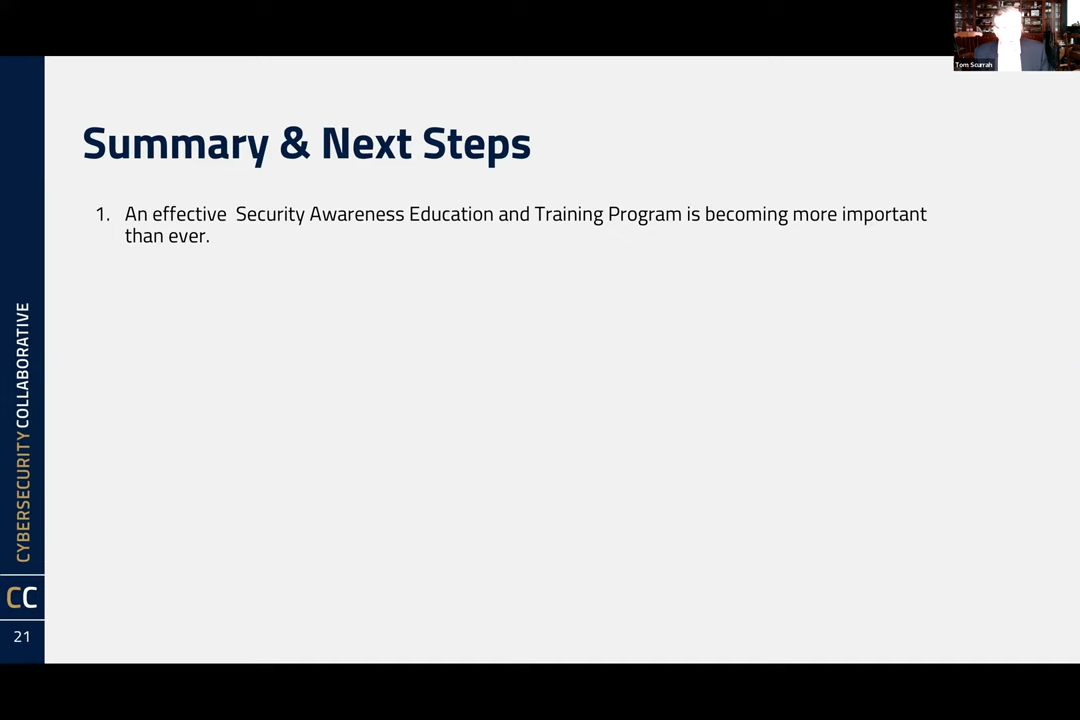 Tom Scurrah
Summary & Next Steps
1. An effective  Security Awareness Education and Training Program is becoming more important
than ever.
CYBERSECURITY COLLABORATIVE
CC
21